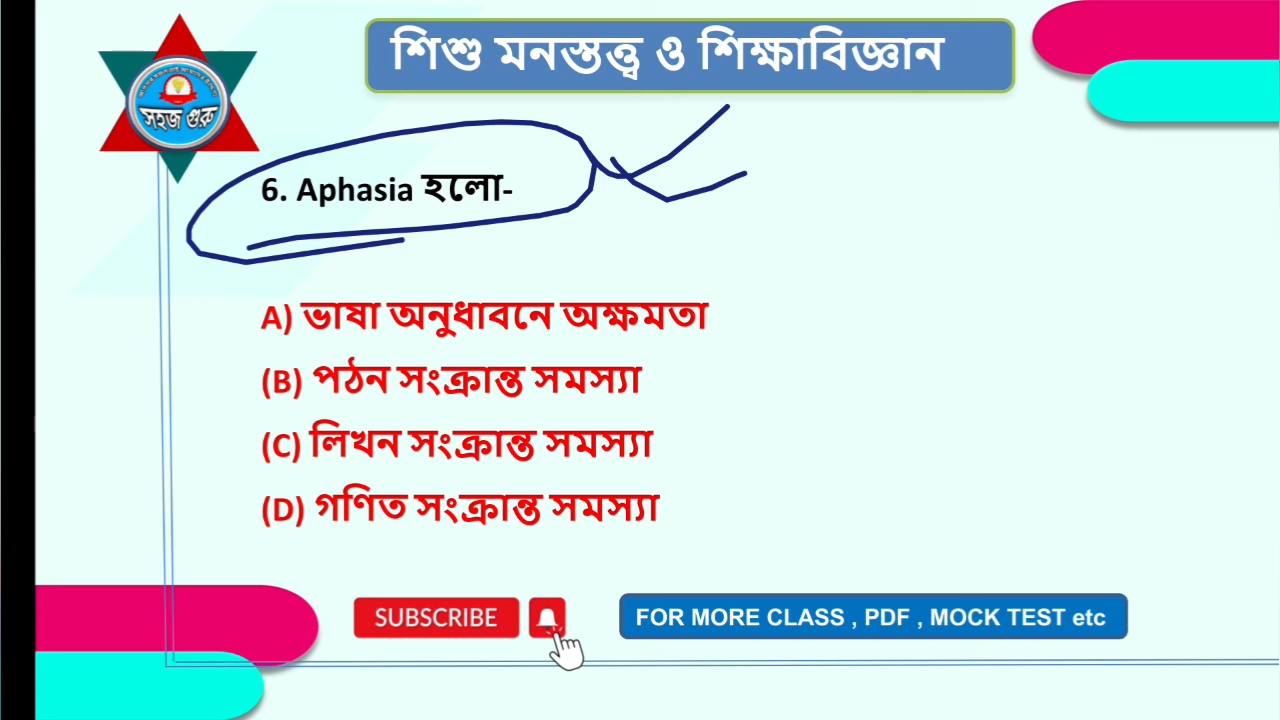 শিশু মনস্তত্ত্ব ও শিক্ষাবিজ্ঞান
সহজ গুরু
6. Aphasia হলো-
A) ভাষা অনুধাবনে অক্ষমতা
(B) পঠন সংক্রান্ত সমস্যা
(C) লিখন সংক্রান্ত সমস্যা
(D) গণিত সংক্রান্ত সমস্যা
SUBSCRIBE
FOR MORE CLASS , PDF , MOCK TEST etc